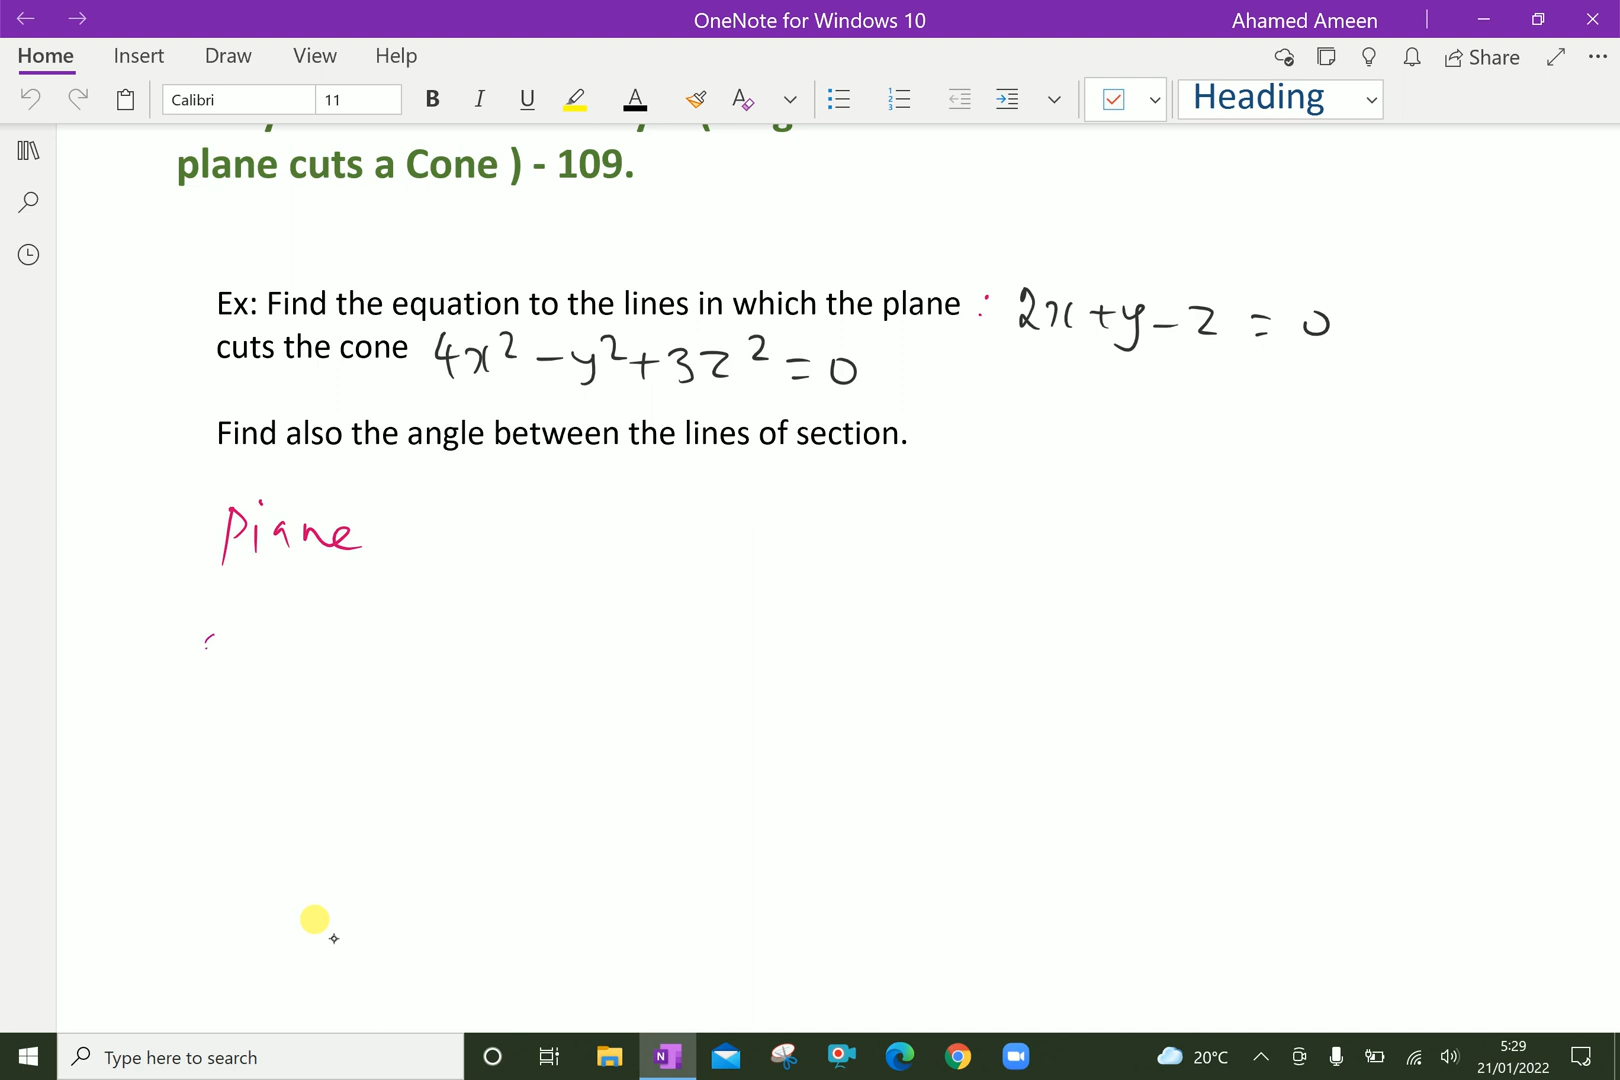 OneNote for Windows 10
Ahamed Ameen
Home Insert Draw View Help
Share
Calibri 11 B I U A A Heading
plane cuts a Cone ) - 109.
Ex: Find the equation to the lines in which the plane : 2x + y - z = 0
cuts the cone 4x² - y² + 3z² = 0
Find also the angle between the lines of section.
Plane
Type here to search
20°C
5:29
21/01/2022